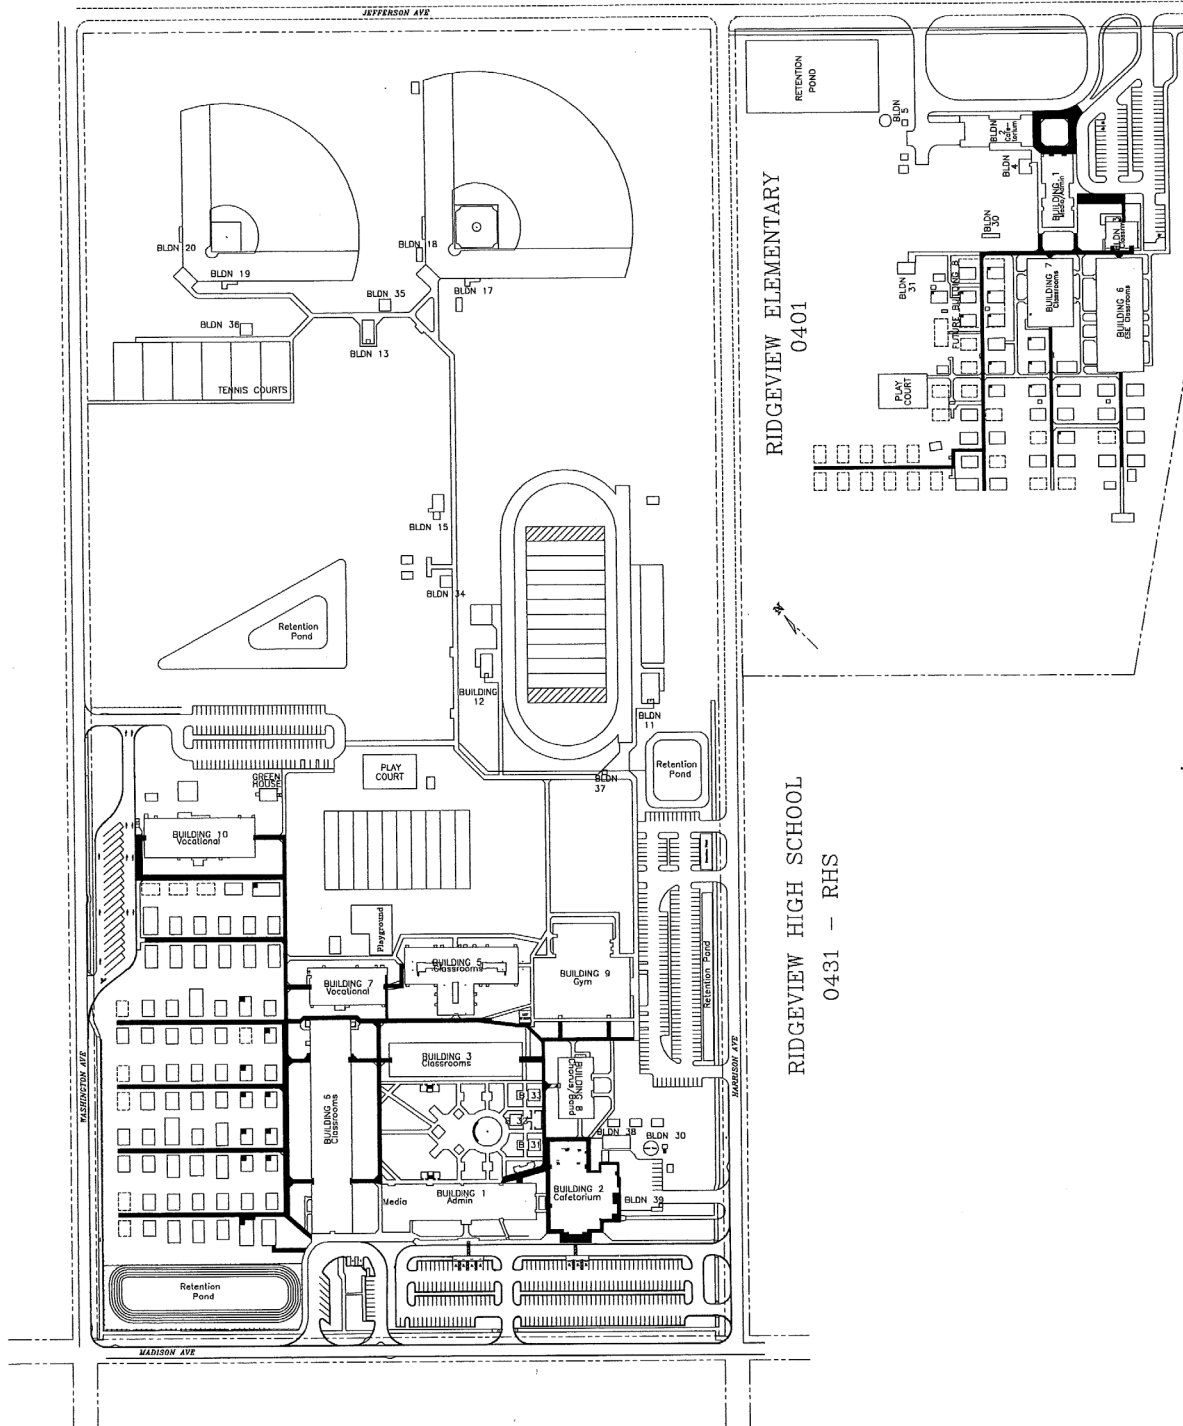 JEFFERSON AVE
RETENTION
POND
BLDN
5
BLDN
2
Cafe-
torium
BLDN
4
BUILDING 1
Media/Admin
BLDN
30
BLDN
3
BLDN
31
BUILDING 7
Classrooms
BUILDING 6
ESE Classrooms
FUTURE BUILDING 8
PLAY
COURT
RIDGEVIEW ELEMENTARY
0401
BLDN 20
BLDN 19
BLDN 18
BLDN 17
BLDN 35
BLDN 36
BLDN 13
TENNIS COURTS
BLDN 15
BLDN 34
Retention
Pond
BUILDING
12
BLDN
11
N
PLAY
COURT
BLDN
37
Retention
Pond
GREEN
HOUSE
BUILDING 10
Vocational
Playground
BUILDING 5
Classrooms
BUILDING 7
Vocational
BUILDING 9
Gym
Retention Pond
RIDGEVIEW HIGH SCHOOL
0431 - RHS
WASHINGTON AVE
HARRISON AVE
BUILDING 3
Classrooms
BUILDING 6
Classrooms
BUILDING 8
Chorus/Band
B 33
32
B 31
BLDN 38
BLDN 30
BUILDING 1
Admin
Media
BUILDING 2
Cafetorium
BLDN 39
Retention
Pond
MADISON AVE